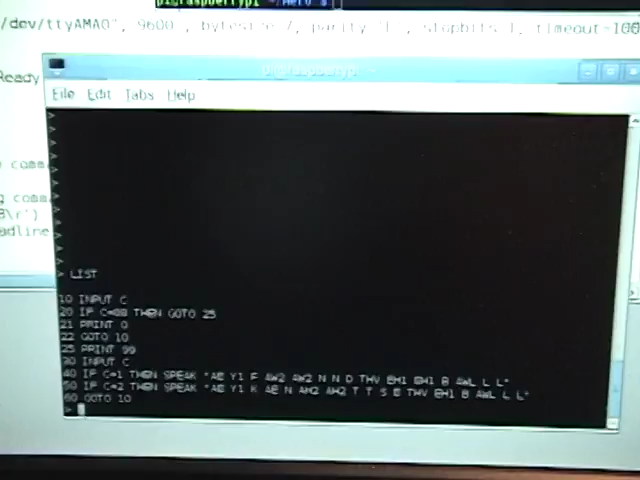 pi@raspberrypi ~/Hero $
/dev/ttyAMA0", 9600 , bytesize 7, parity "E", stopbits 1, timeout=100
pi@raspberrypi: ~
Ready
File Edit Tabs Help
>
>
>
>
>
>
>
>
>
>
>
> LIST
10 INPUT C
20 IF C=88 THEN GOTO 25
21 PRINT 0
22 GOTO 10
25 PRINT 99
30 INPUT C
40 IF C=1 THEN SPEAK "AE Y1 F AW2 AW2 N N D THV EH1 EH1 B AWL L L"
50 IF C=2 THEN SPEAK "AE Y1 K AE N AH2 AH2 T T S E THV EH1 B AWL L L"
60 GOTO 10
>